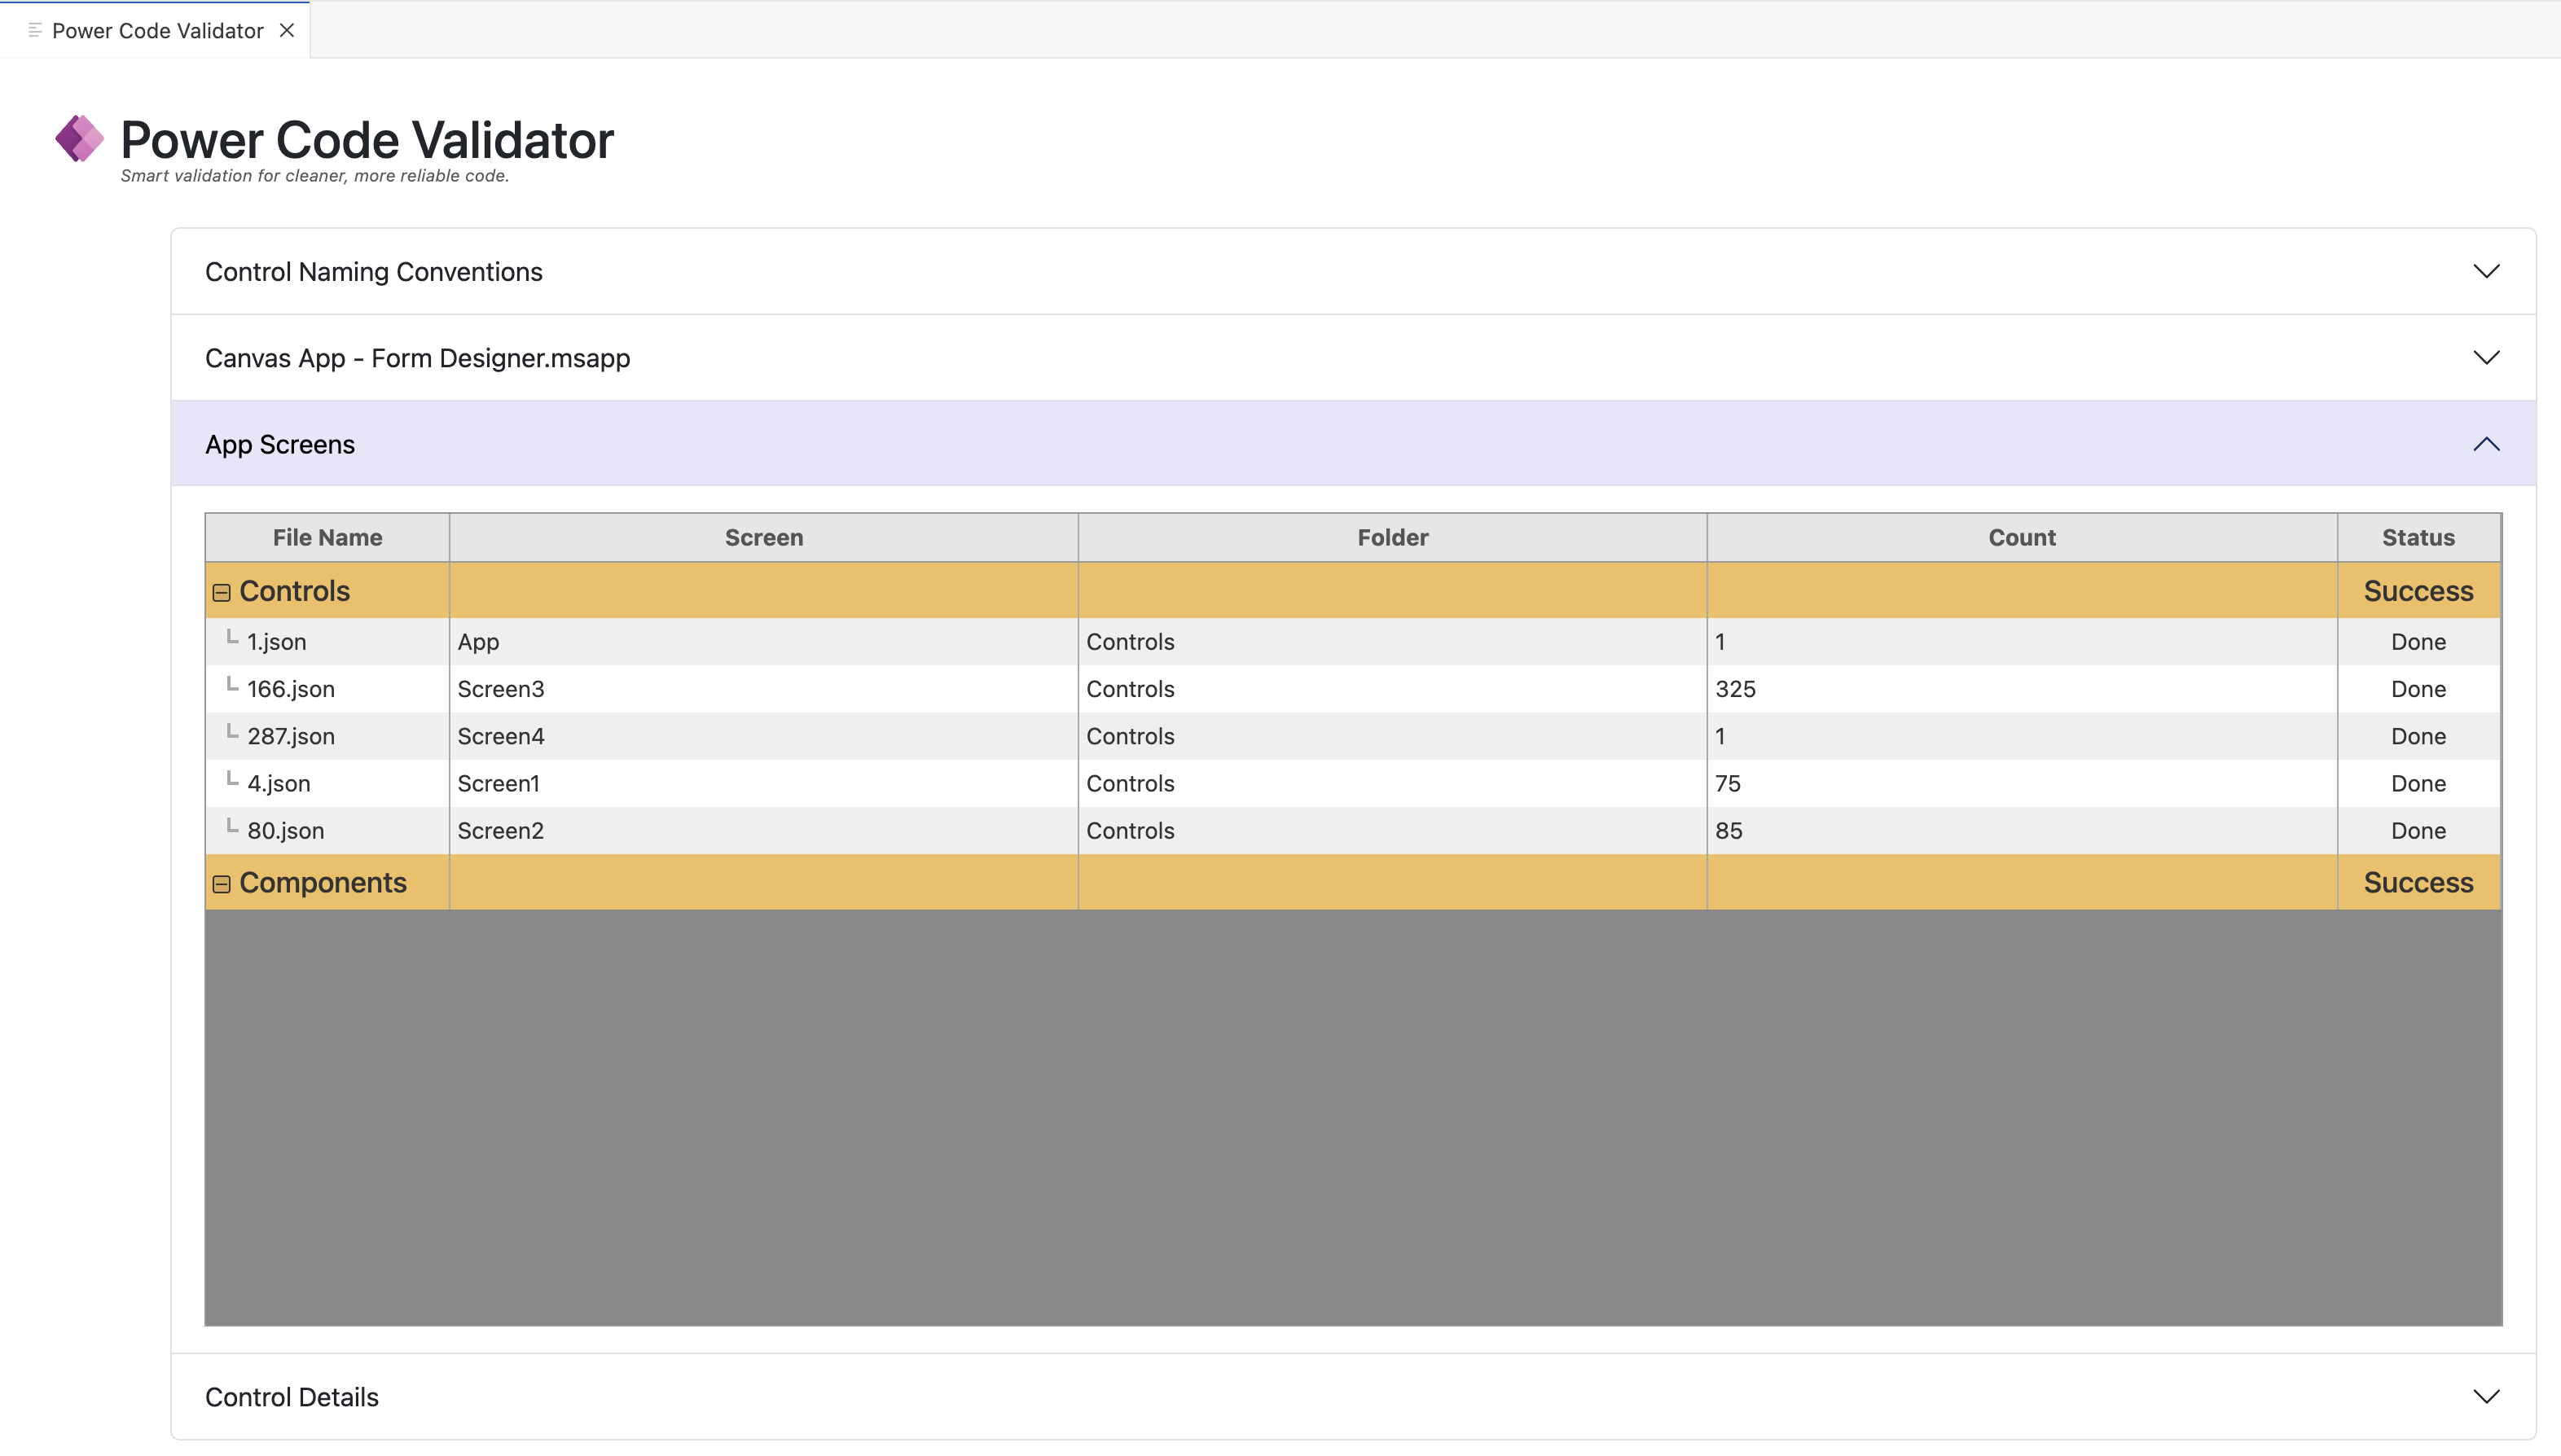 Power Code Validator
Power Code Validator
Smart validation for cleaner, more reliable code.
Control Naming Conventions
Canvas App - Form Designer.msapp
App Screens
File Name Screen Folder Count Status
Controls Success
1.json App Controls 1 Done
166.json Screen3 Controls 325 Done
287.json Screen4 Controls 1 Done
4.json Screen1 Controls 75 Done
80.json Screen2 Controls 85 Done
Components Success
Control Details